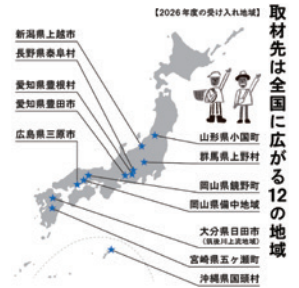 取材先は全国に広がる12の地域
【2026年度の受け入れ地域】
新潟県上越市
長野県泰阜村
愛知県豊根村
愛知県豊田市
広島県三原市
山形県小国町
群馬県上野村
岡山県鏡野町
岡山県備中地域
大分県日田市
(筑後川上流地域)
宮崎県五ヶ瀬町
沖縄県国頭村